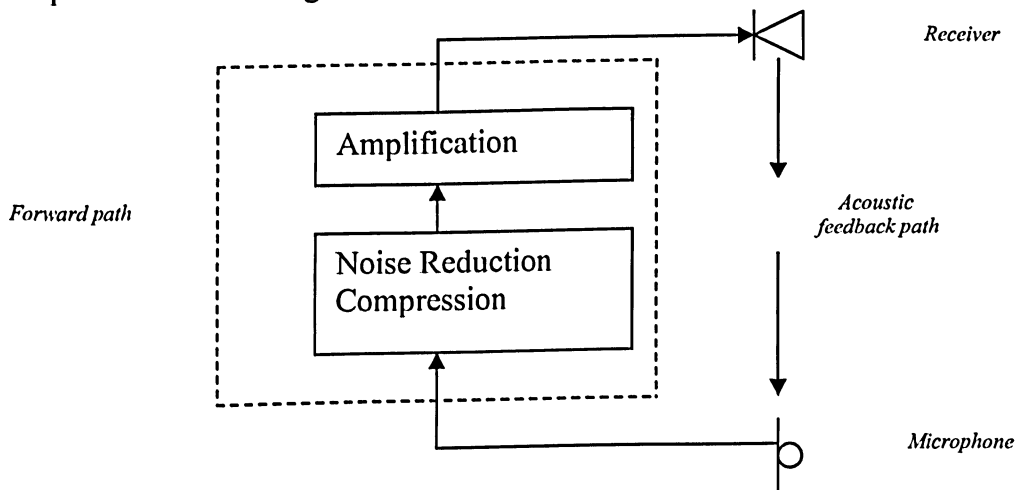 Receiver
Amplification
Forward path
Acoustic
feedback path
Noise Reduction
Compression
Microphone